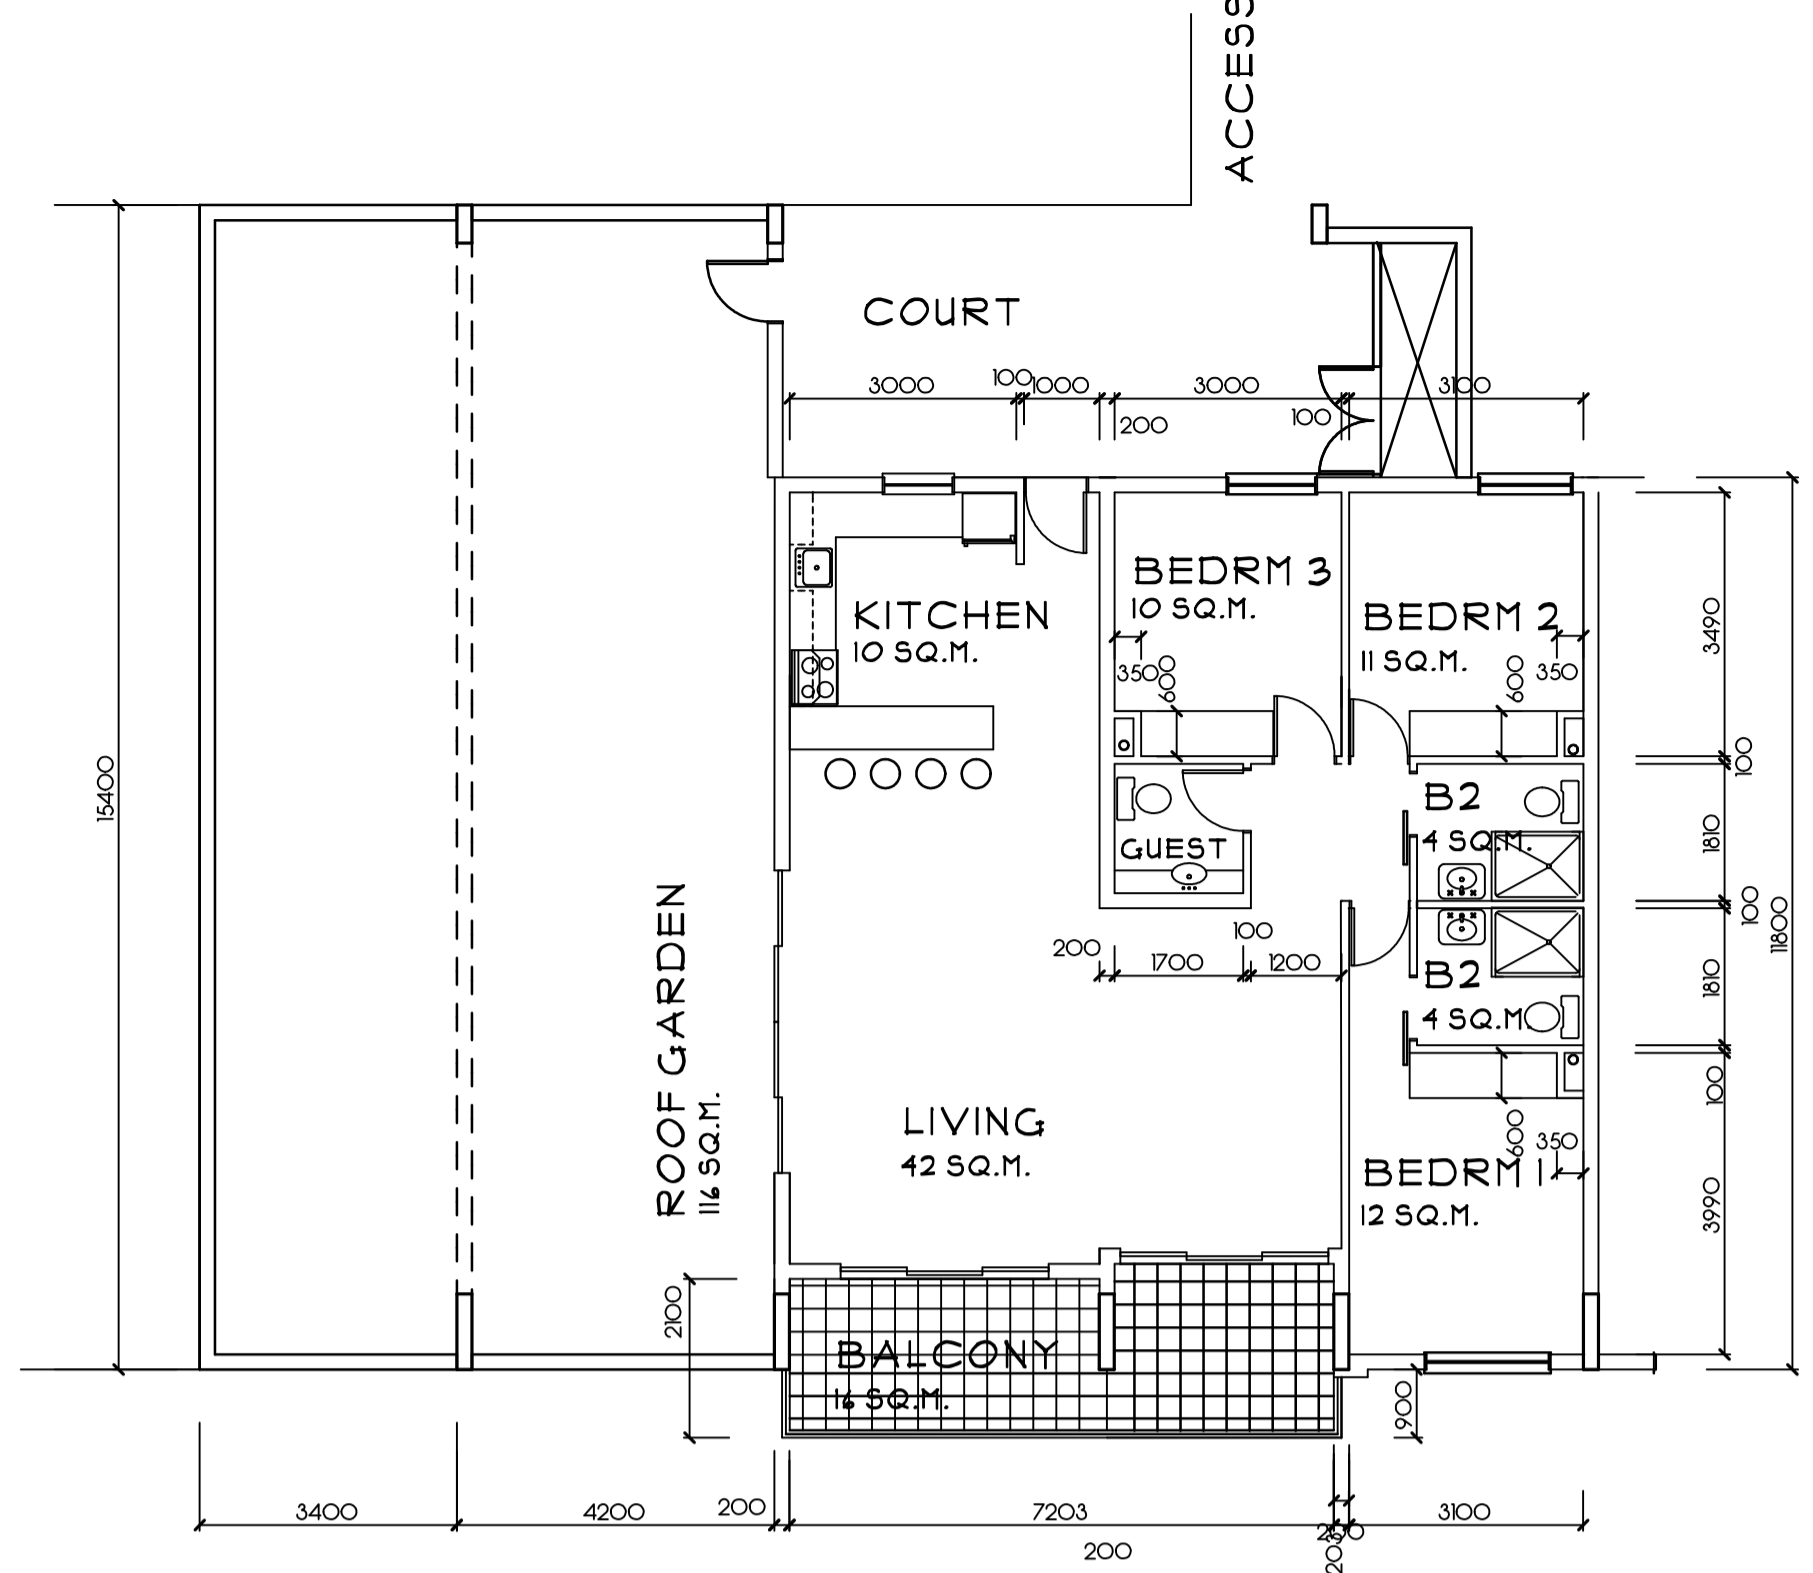 ACCESS
COURT
3000
100
1000
3000
3100
200
100
BEDRM 3
10 SQ.M.
KITCHEN
10 SQ.M.
BEDRM 2
11 SQ.M.
350
600
600
350
3490
100
15400
B2
4 SQ.M.
GUEST
1810
100
11800
ROOF GARDEN
116 SQ.M.
200
1700
100
1200
B2
4 SQ.M.
1810
100
LIVING
42 SQ.M.
600
350
BEDRM 1
12 SQ.M.
3990
2100
BALCONY
16 SQ.M.
900
3400
4200
200
7203
3100
200